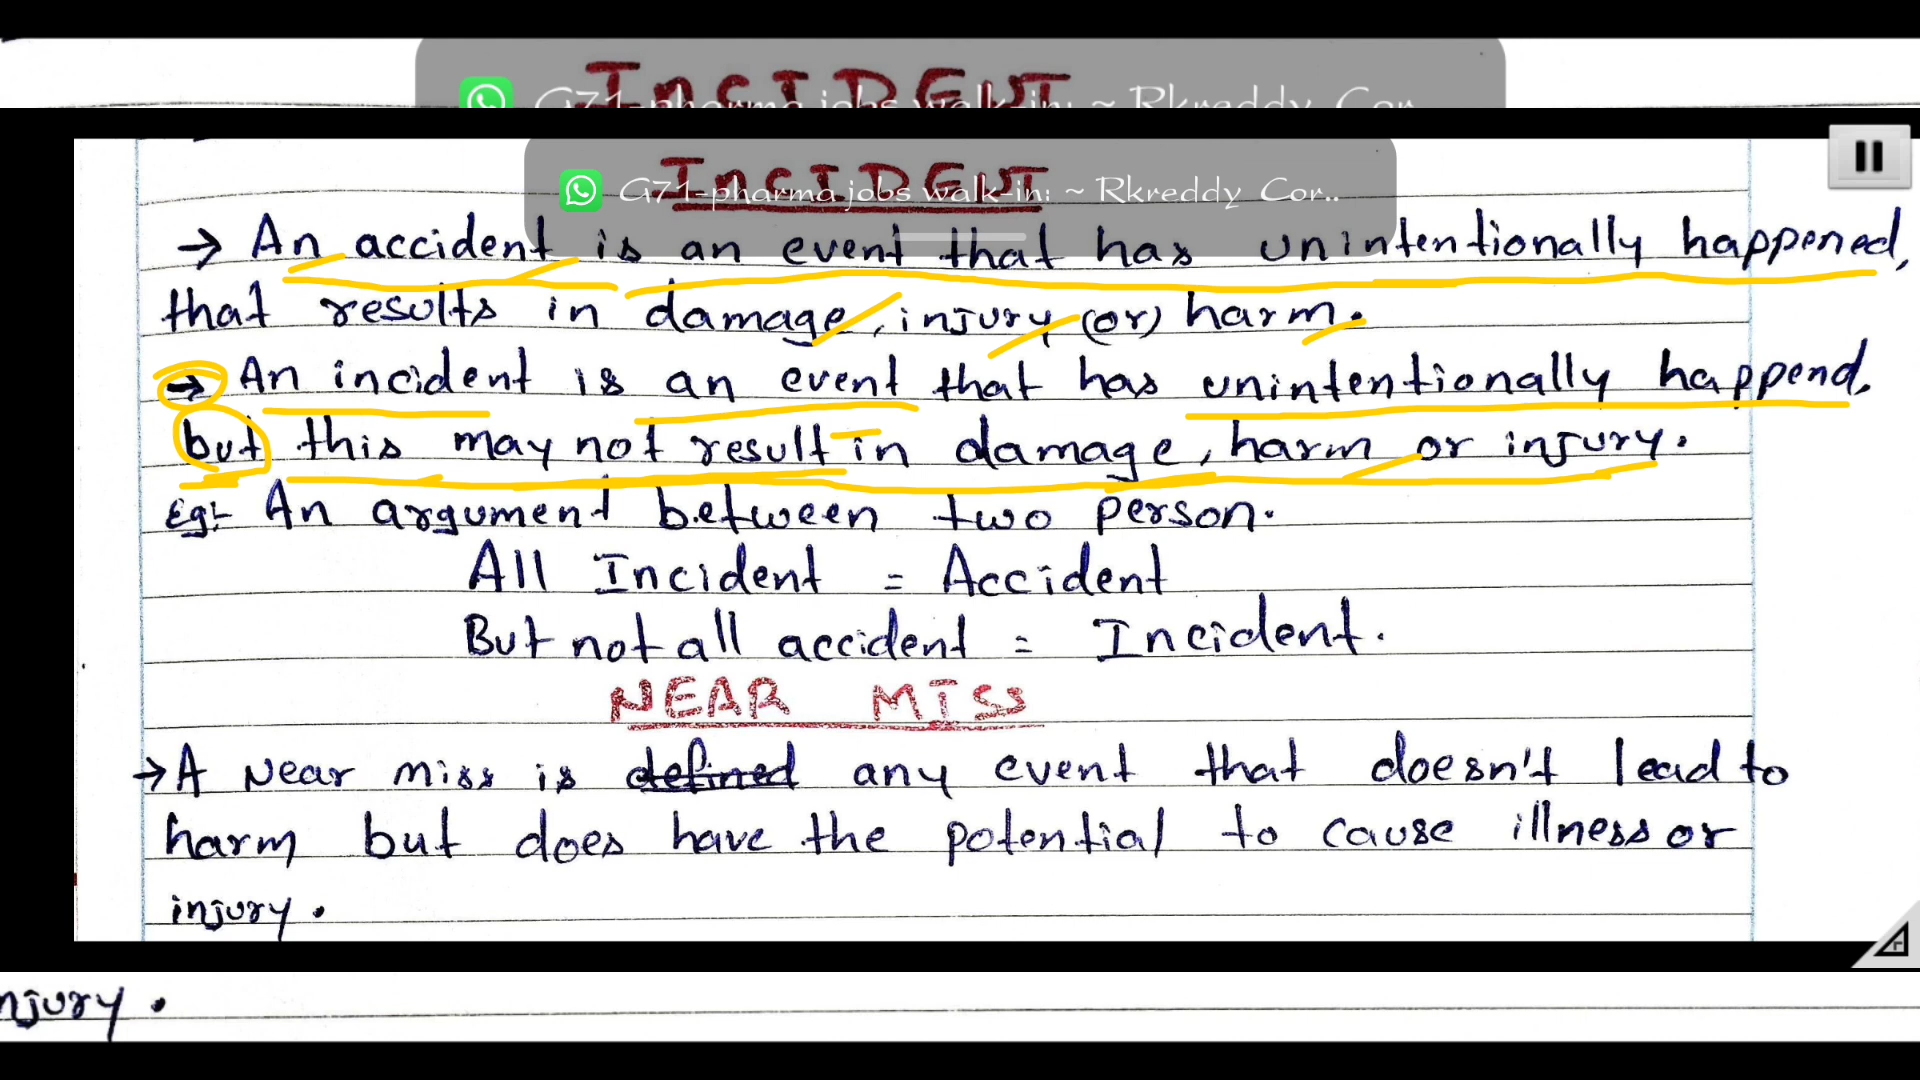 INCIDENT
G71-pharma jobs walk-in: ~ Rkreddy Cor..
INCIDENT
G71-pharma jobs walk-in: ~ Rkreddy Cor..
→ An accident is an event that has unintentionally happened,
that results in damage, injury (or) harm.
→ An incident is an event that has unintentionally happend,
but this may not result in damage, harm or injury.
Eg:- An argument between two person.
All Incident = Accident
But not all accident = Incident.
NEAR MISS
→ A Near miss is defined any event that doesn't lead to
harm but does have the potential to cause illness or
injury.
njury.